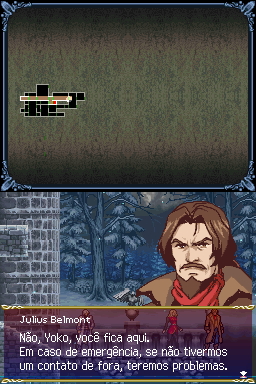 Julius Belmont
Não, Yoko, você fica aqui.
Em caso de emergência, se não tivermos
um contato de fora, teremos problemas.